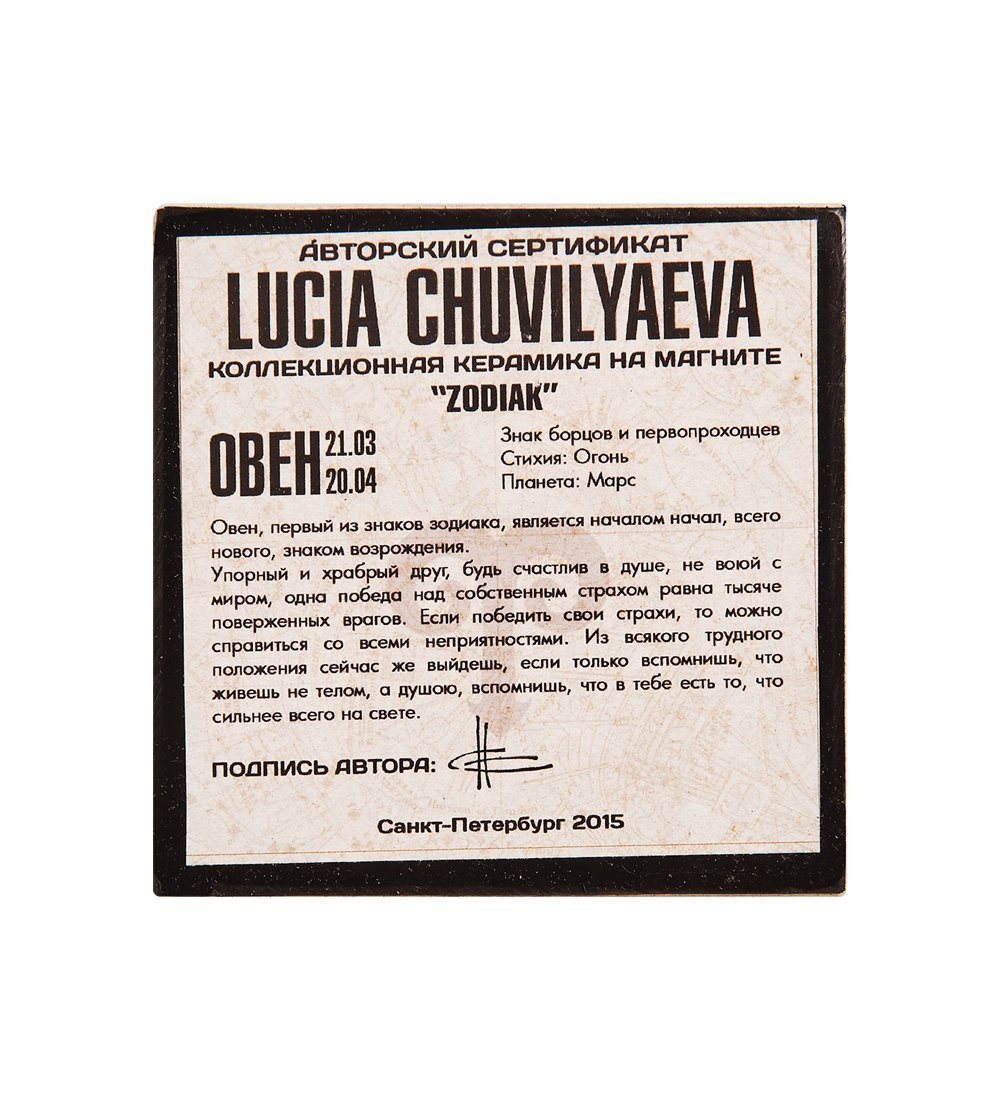 АВТОРСКИЙ СЕРТИФИКАТ
LUCIA CHUVILYAEVA
КОЛЛЕКЦИОННАЯ КЕРАМИКА НА МАГНИТЕ
"ZODIAK"
ОВЕН 21.03
20.04
Знак борцов и первопроходцев
Стихия: Огонь
Планета: Марс
Овен, первый из знаков зодиака, является началом начал, всего
нового, знаком возрождения.
Упорный и храбрый друг, будь счастлив в душе, не воюй с
миром, одна победа над собственным страхом равна тысяче
поверженных врагов. Если победить свои страхи, то можно
справиться со всеми неприятностями. Из всякого трудного
положения сейчас же выйдешь, если только вспомнишь, что
живешь не телом, а душою, вспомнишь, что в тебе есть то, что
сильнее всего на свете.
ПОДПИСЬ АВТОРА:
Санкт-Петербург 2015